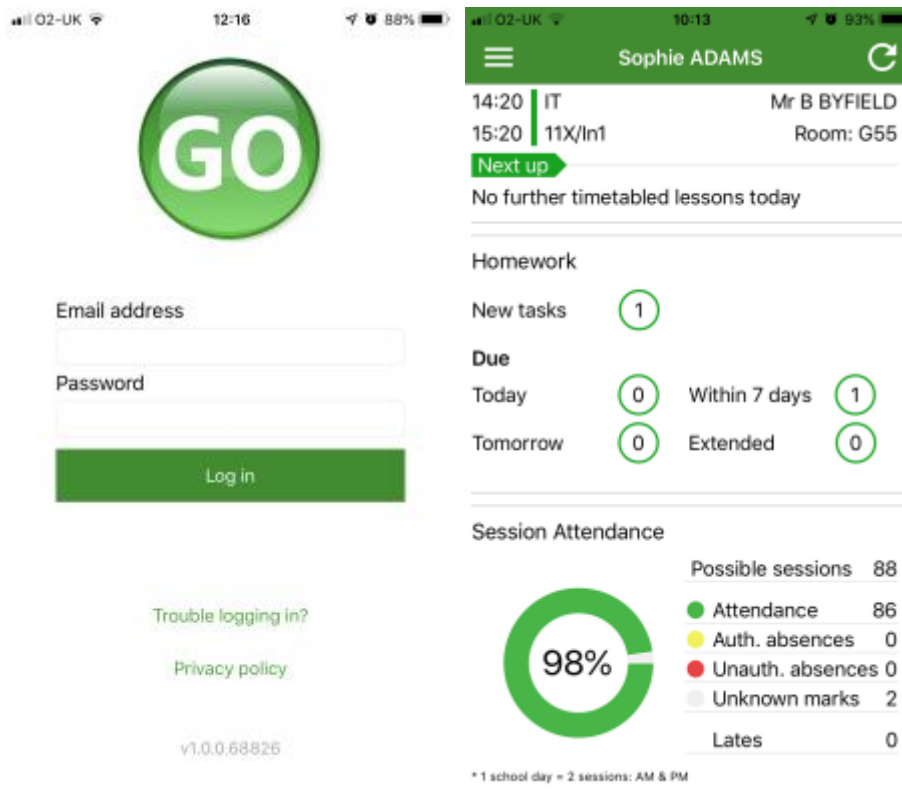 O2-UK 12:16 88%
GO
Email address
Password
Log in
Trouble logging in?
Privacy policy
v1.0.0.68826
O2-UK 10:13 93%
Sophie ADAMS
14:20 IT Mr B BYFIELD
15:20 11X/In1 Room: G55
Next up
No further timetabled lessons today
Homework
New tasks 1
Due
Today 0 Within 7 days 1
Tomorrow 0 Extended 0
Session Attendance
Possible sessions 88
Attendance 86
Auth. absences 0
98%
Unauth. absences 0
Unknown marks 2
Lates 0
* 1 school day = 2 sessions: AM & PM